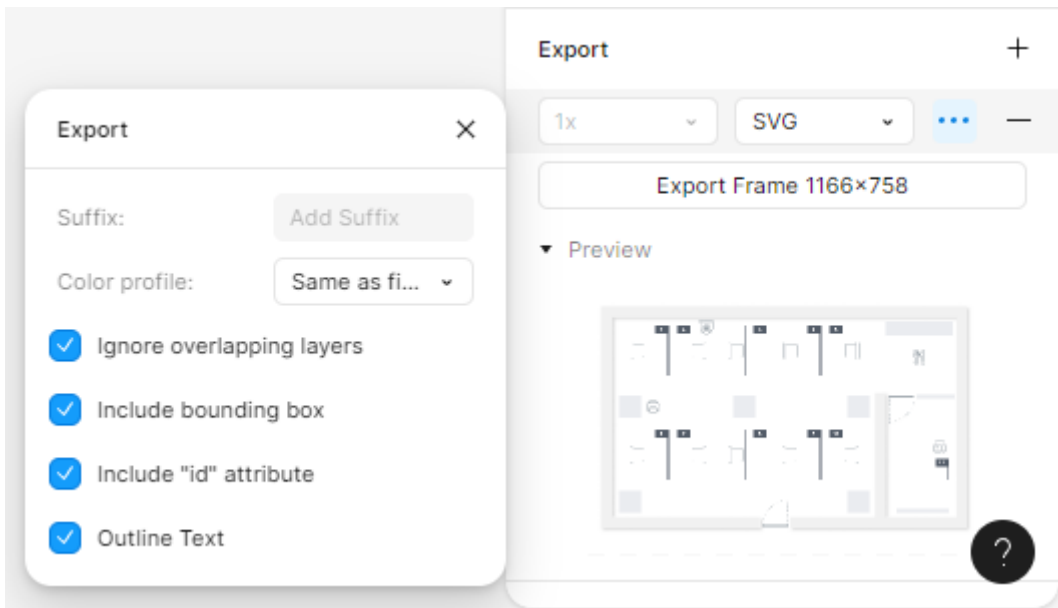 Export
Suffix:
Add Suffix
Color profile:
Same as fi...
Ignore overlapping layers
Include bounding box
Include "id" attribute
Outline Text
Export
1x
SVG
Export Frame 1166×758
Preview
?